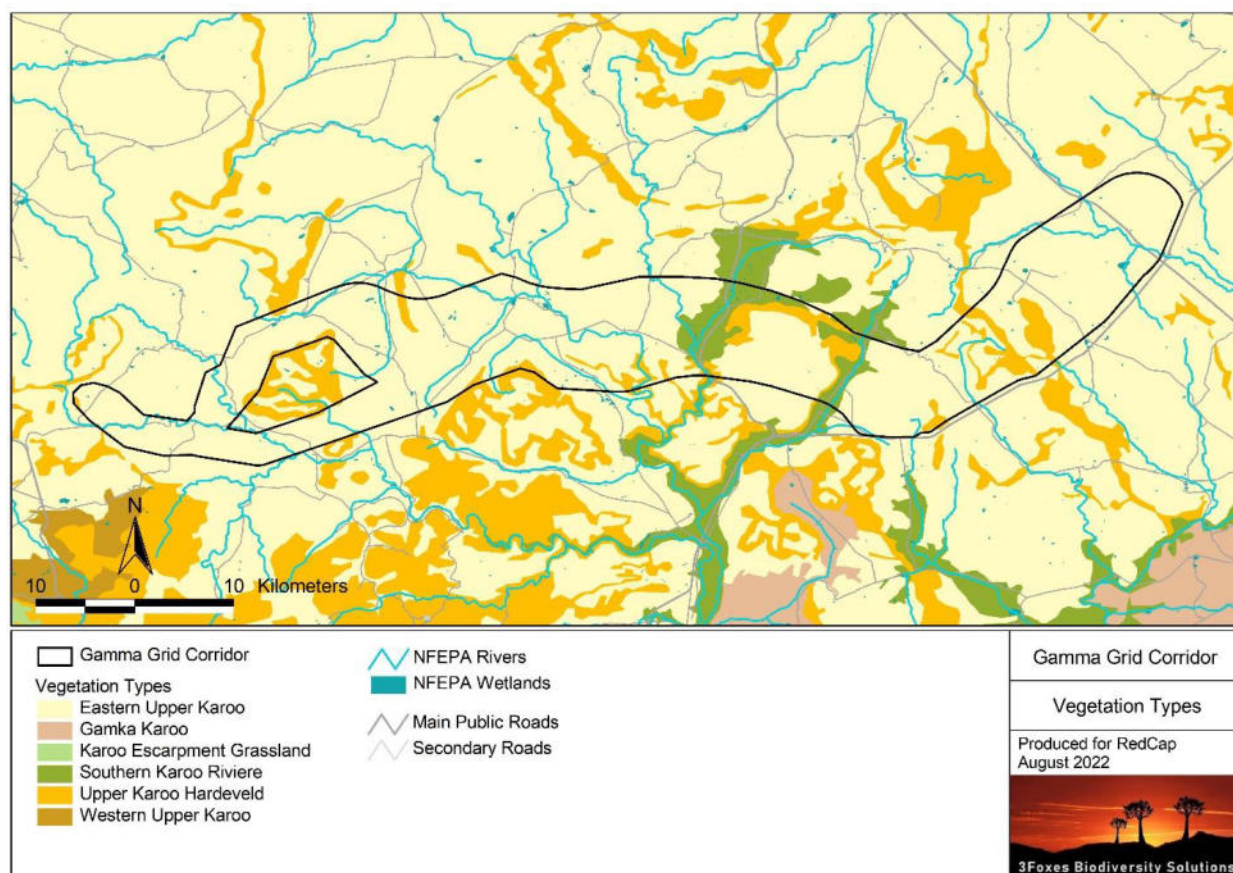 N
10 0 10 Kilometers
Gamma Grid Corridor
Vegetation Types
Eastern Upper Karoo
Gamka Karoo
Karoo Escarpment Grassland
Southern Karoo Riviere
Upper Karoo Hardeveld
Western Upper Karoo
NFEPA Rivers
NFEPA Wetlands
Main Public Roads
Secondary Roads
Gamma Grid Corridor
Vegetation Types
Produced for RedCap
August 2022
3Foxes Biodiversity Solutions